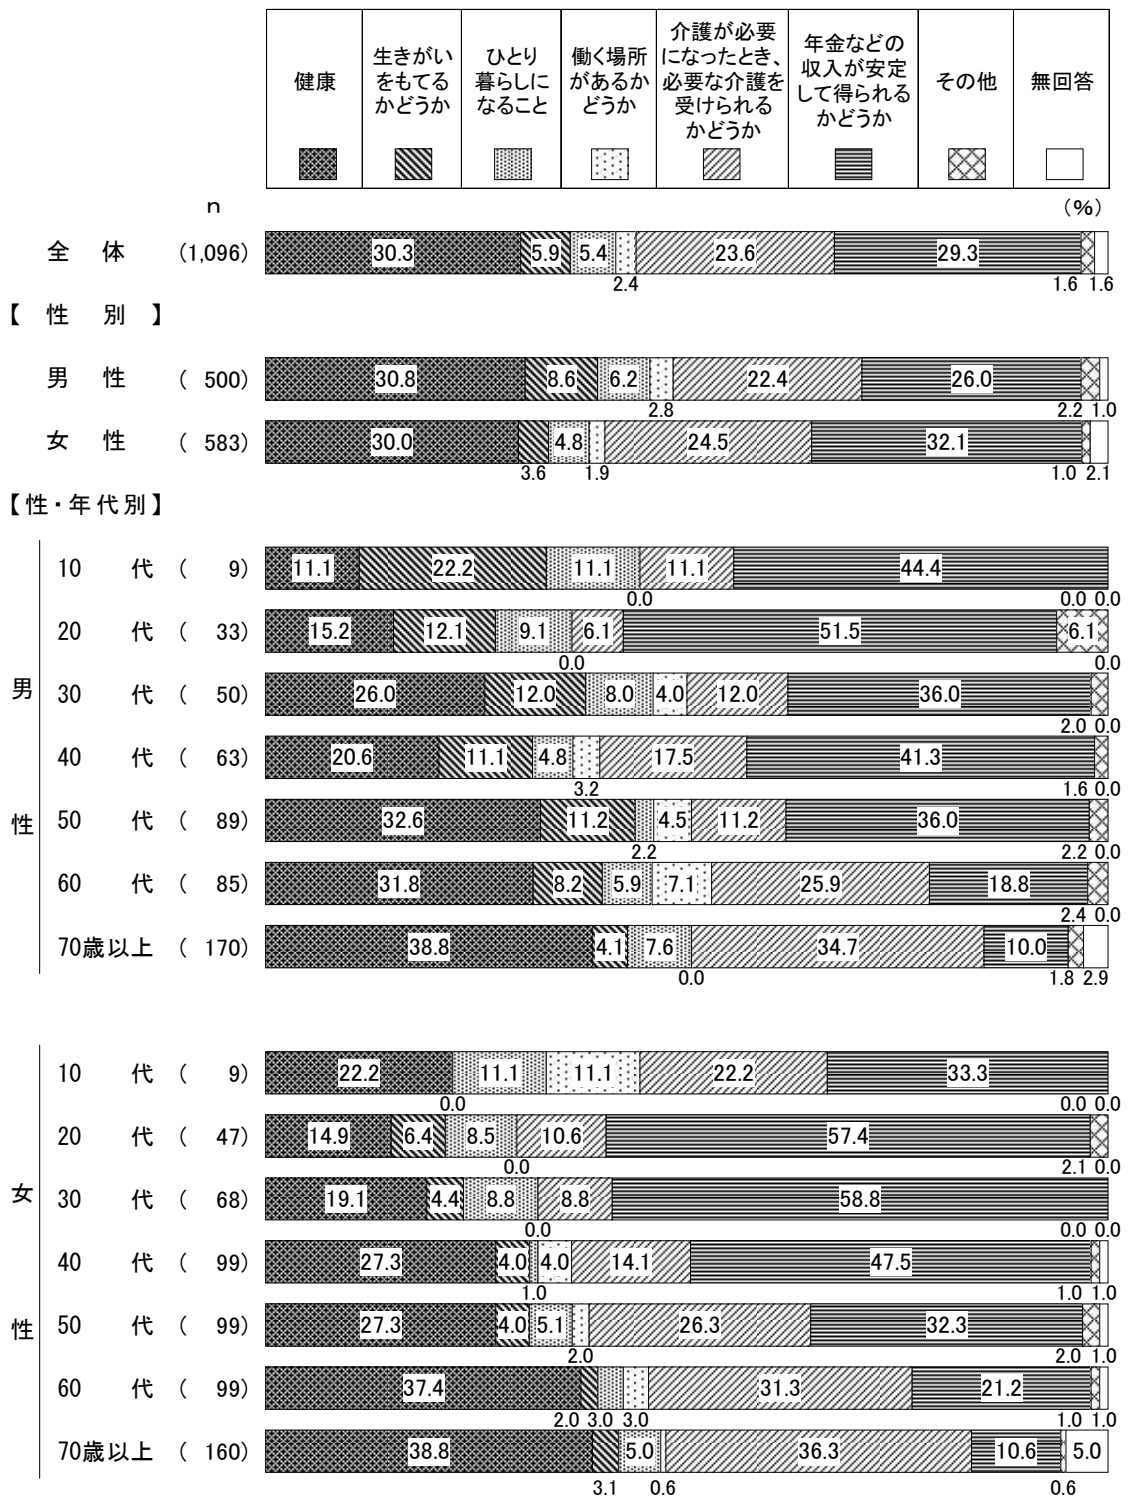 健康
生きがい
をもてる
かどうか
ひとり
暮らしに
なること
働く場所
があるか
どうか
介護が必要
になったとき、
必要な介護を
受けられる
かどうか
年金などの
収入が安定
して得られる
かどうか
その他
無回答
n
(%)
全 体 (1,096) 30.3 5.9 5.4 23.6 29.3
2.4 1.6 1.6
【 性 別 】
男 性 ( 500) 30.8 8.6 6.2 22.4 26.0
2.8 2.2 1.0
女 性 ( 583) 30.0 4.8 24.5 32.1
3.6 1.9 1.0 2.1
【性・年代別】
男性
10 代 ( 9) 11.1 22.2 11.1 11.1 44.4
0.0 0.0 0.0
20 代 ( 33) 15.2 12.1 9.1 6.1 51.5 6.1
0.0 0.0
30 代 ( 50) 26.0 12.0 8.0 4.0 12.0 36.0
2.0 0.0
40 代 ( 63) 20.6 11.1 4.8 17.5 41.3
3.2 1.6 0.0
50 代 ( 89) 32.6 11.2 4.5 11.2 36.0
2.2 2.2 0.0
60 代 ( 85) 31.8 8.2 5.9 7.1 25.9 18.8
2.4 0.0
70歳以上 ( 170) 38.8 4.1 7.6 34.7 10.0
0.0 1.8 2.9
女性
10 代 ( 9) 22.2 11.1 11.1 22.2 33.3
0.0 0.0 0.0
20 代 ( 47) 14.9 6.4 8.5 10.6 57.4
0.0 2.1 0.0
30 代 ( 68) 19.1 4.4 8.8 8.8 58.8
0.0 0.0 0.0
40 代 ( 99) 27.3 4.0 4.0 14.1 47.5
1.0 1.0 1.0
50 代 ( 99) 27.3 4.0 5.1 26.3 32.3
2.0 2.0 1.0
60 代 ( 99) 37.4 31.3 21.2
2.0 3.0 3.0 1.0 1.0
70歳以上 ( 160) 38.8 5.0 36.3 10.6 5.0
3.1 0.6 0.6